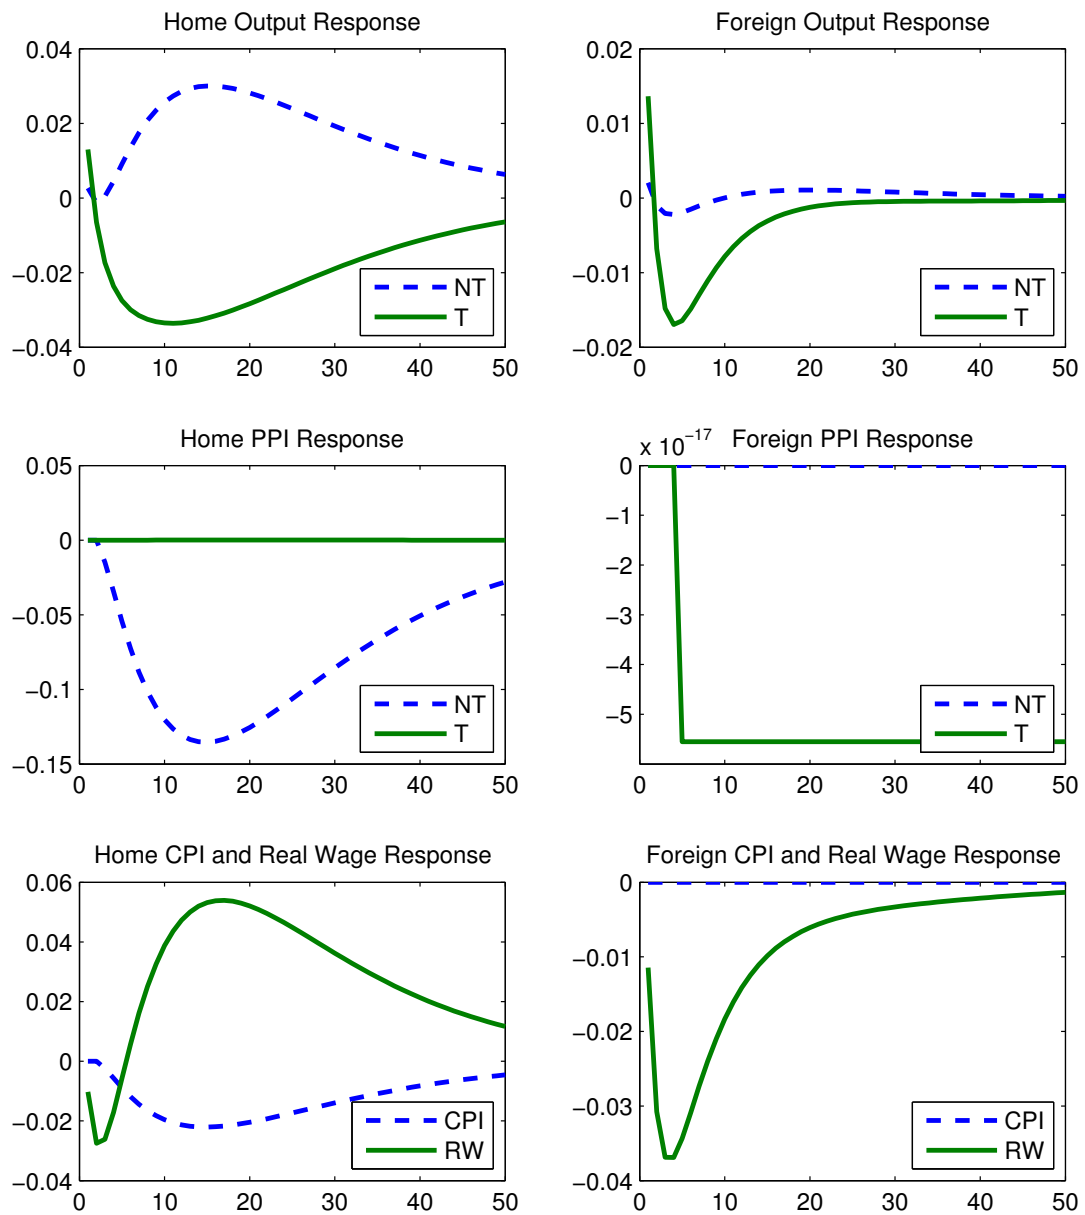 Home Output Response
0.04
0.02
0
−0.02
−0.04
0 10 20 30 40 50
NT
T
Foreign Output Response
0.02
0.01
0
−0.01
−0.02
0 10 20 30 40 50
NT
T
Home PPI Response
0.05
0
−0.05
−0.1
−0.15
0 10 20 30 40 50
NT
T
x 10−17 Foreign PPI Response
0
−1
−2
−3
−4
−5
0 10 20 30 40 50
NT
T
Home CPI and Real Wage Response
0.06
0.04
0.02
0
−0.02
−0.04
0 10 20 30 40 50
CPI
RW
Foreign CPI and Real Wage Response
0
−0.01
−0.02
−0.03
−0.04
0 10 20 30 40 50
CPI
RW